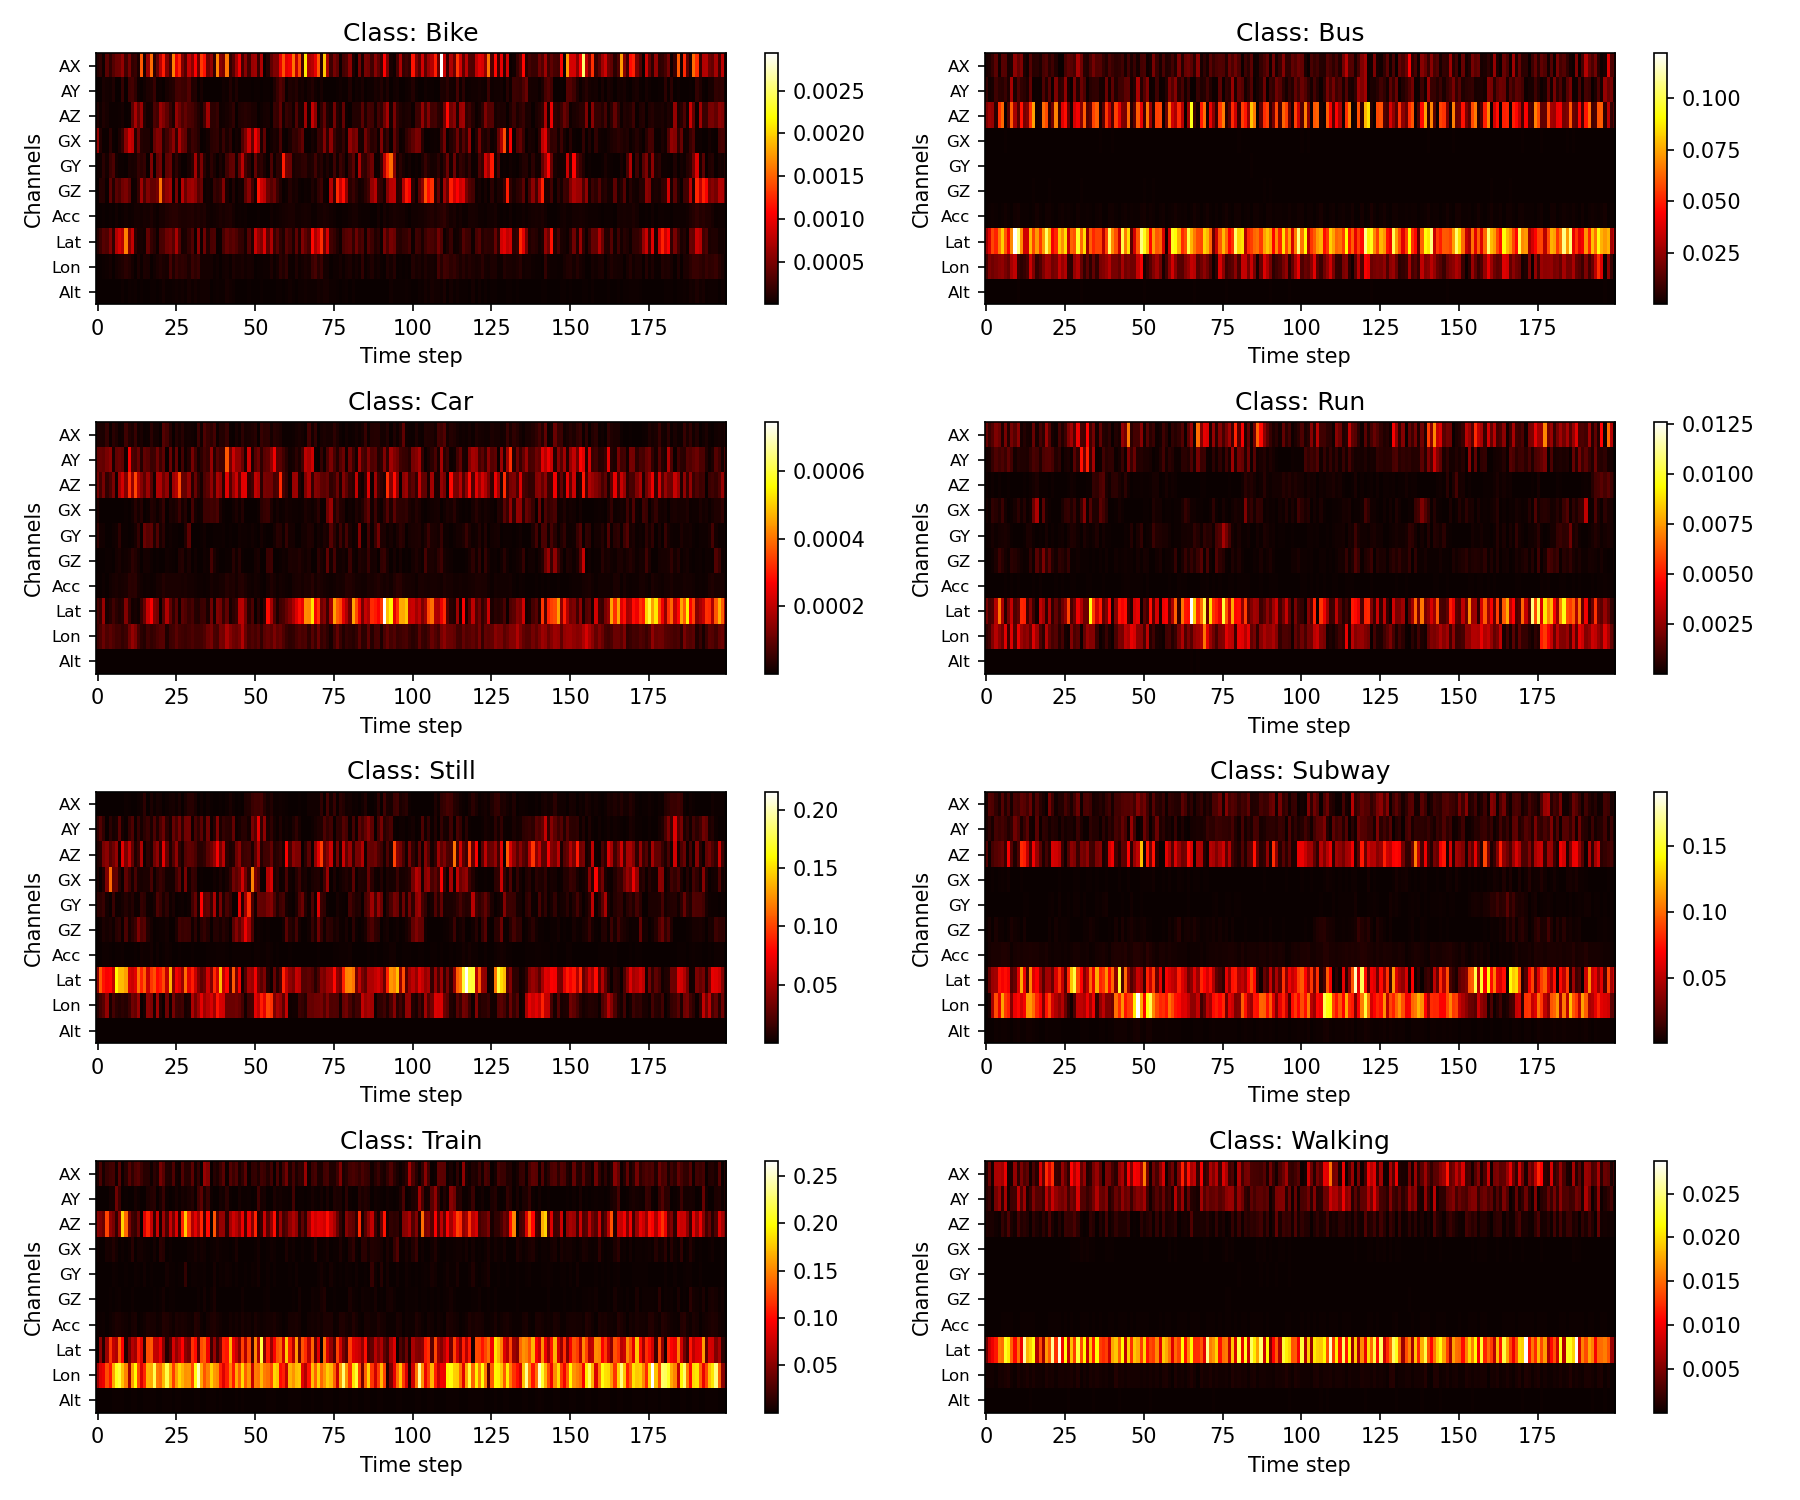 Class: Bike
Channels
AX
AY
AZ
GX
GY
GZ
Acc
Lat
Lon
Alt
0 25 50 75 100 125 150 175
Time step
0.0025
0.0020
0.0015
0.0010
0.0005
Class: Bus
Channels
AX
AY
AZ
GX
GY
GZ
Acc
Lat
Lon
Alt
0 25 50 75 100 125 150 175
Time step
0.100
0.075
0.050
0.025
Class: Car
Channels
AX
AY
AZ
GX
GY
GZ
Acc
Lat
Lon
Alt
0 25 50 75 100 125 150 175
Time step
0.0006
0.0004
0.0002
Class: Run
Channels
AX
AY
AZ
GX
GY
GZ
Acc
Lat
Lon
Alt
0 25 50 75 100 125 150 175
Time step
0.0125
0.0100
0.0075
0.0050
0.0025
Class: Still
Channels
AX
AY
AZ
GX
GY
GZ
Acc
Lat
Lon
Alt
0 25 50 75 100 125 150 175
Time step
0.20
0.15
0.10
0.05
Class: Subway
Channels
AX
AY
AZ
GX
GY
GZ
Acc
Lat
Lon
Alt
0 25 50 75 100 125 150 175
Time step
0.15
0.10
0.05
Class: Train
Channels
AX
AY
AZ
GX
GY
GZ
Acc
Lat
Lon
Alt
0 25 50 75 100 125 150 175
Time step
0.25
0.20
0.15
0.10
0.05
Class: Walking
Channels
AX
AY
AZ
GX
GY
GZ
Acc
Lat
Lon
Alt
0 25 50 75 100 125 150 175
Time step
0.025
0.020
0.015
0.010
0.005